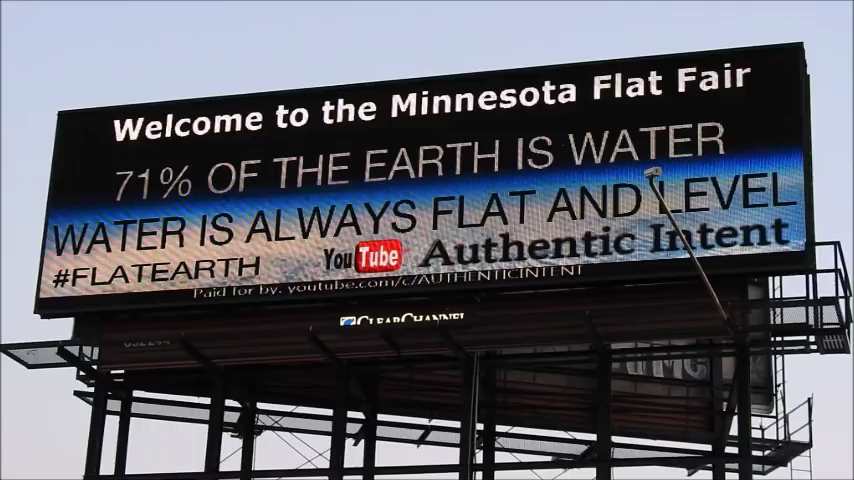 Welcome to the Minnesota Flat Fair
71% OF THE EARTH IS WATER
WATER IS ALWAYS FLAT AND LEVEL
#FLATEARTH YouTube Authentic Intent
Paid for by: youtube.com/c/AUTHENTICINTENT
CLEARCHANNEL